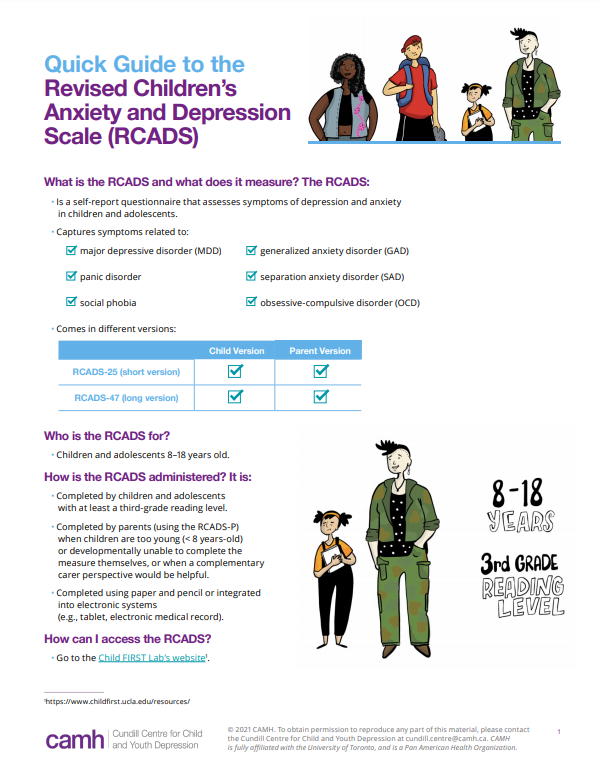 Quick Guide to the
Revised Children's
Anxiety and Depression
Scale (RCADS)
What is the RCADS and what does it measure? The RCADS:
• Is a self-report questionnaire that assesses symptoms of depression and anxiety
in children and adolescents.
• Captures symptoms related to:
major depressive disorder (MDD)
generalized anxiety disorder (GAD)
panic disorder
separation anxiety disorder (SAD)
social phobia
obsessive-compulsive disorder (OCD)
• Comes in different versions:
Child Version Parent Version
RCADS-25 (short version)
RCADS-47 (long version)
Who is the RCADS for?
• Children and adolescents 8–18 years old.
How is the RCADS administered? It is:
• Completed by children and adolescents
with at least a third-grade reading level.
• Completed by parents (using the RCADS-P)
when children are too young (< 8 years-old)
or developmentally unable to complete the
measure themselves, or when a complementary
carer perspective would be helpful.
• Completed using paper and pencil or integrated
into electronic systems
(e.g., tablet, electronic medical record).
How can I access the RCADS?
• Go to the Child FIRST Lab's website¹.
8-18
YEARS
3rd GRADE
READING
LEVEL
¹https://www.childfirst.ucla.edu/resources/
camh
Cundill Centre for Child
and Youth Depression
© 2021 CAMH. To obtain permission to reproduce any part of this material, please contact
the Cundill Centre for Child and Youth Depression at cundill.centre@camh.ca. CAMH
is fully affiliated with the University of Toronto, and is a Pan American Health Organization.
1